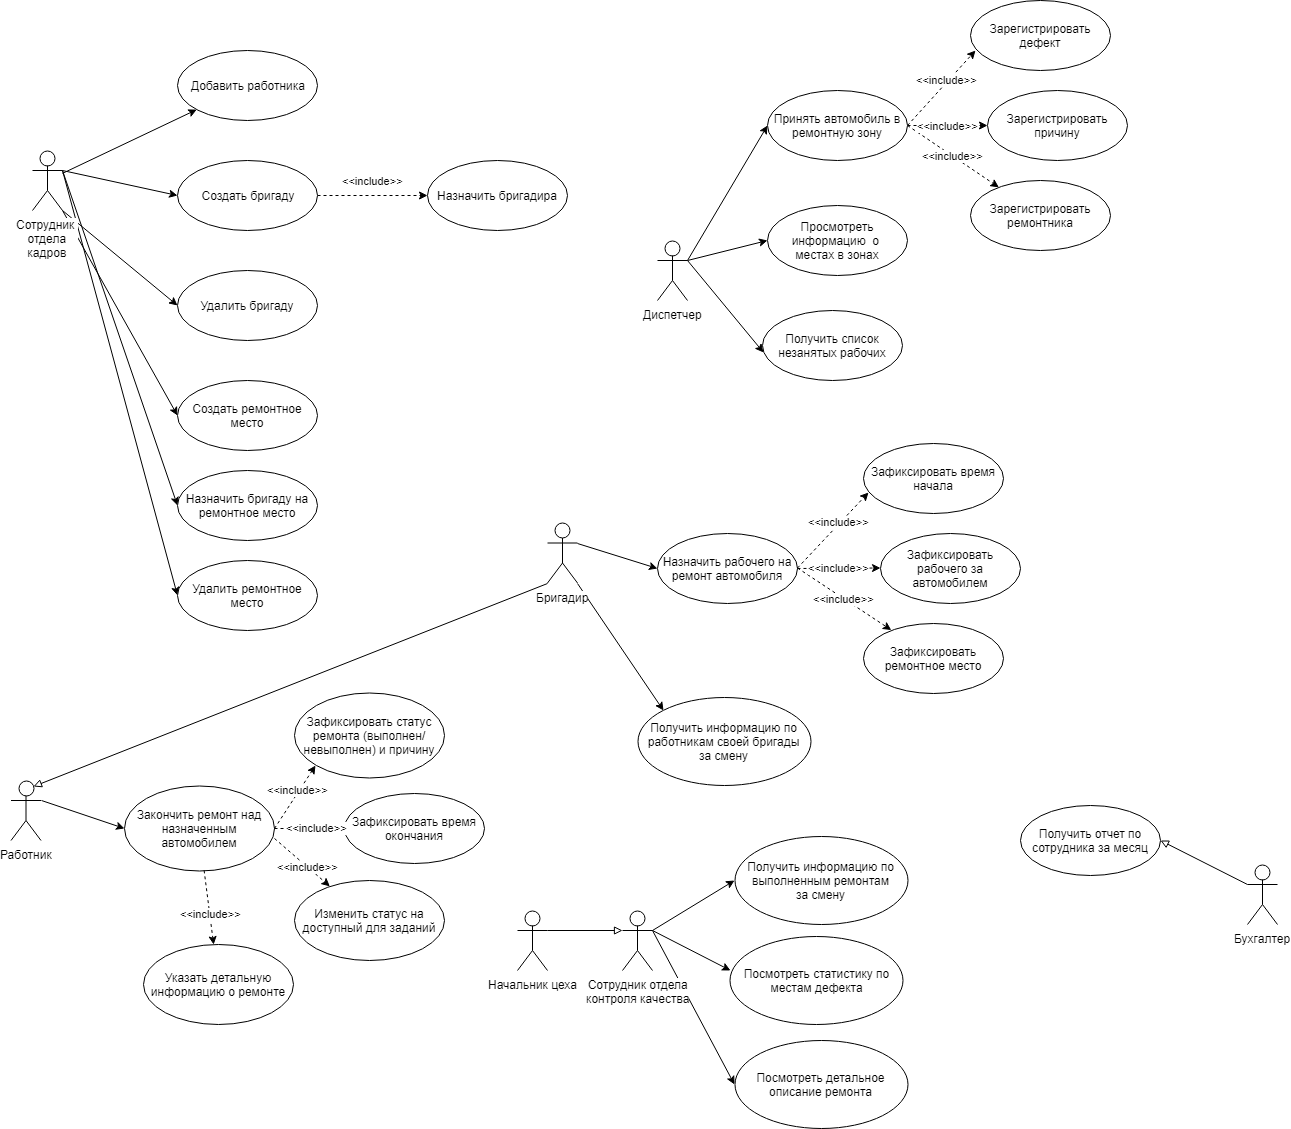 Добавить работника
Сотрудник
отдела
кадров
Создать бригаду
<<include>>
Назначить бригадира
Удалить бригаду
Создать ремонтное
место
Назначить бригаду на
ремонтное место
Удалить ремонтное
место
Зарегистрировать
дефект
<<include>>
Принять автомобиль в
ремонтную зону
<<include>>
Зарегистрировать
причину
<<include>>
Зарегистрировать
ремонтника
Просмотреть
информацию о
местах в зонах
Диспетчер
Получить список
незанятых рабочих
Зафиксировать время
начала
<<include>>
Назначить рабочего на
ремонт автомобиля
<<include>>
Зафиксировать
рабочего за
автомобилем
Бригадир
<<include>>
Зафиксировать
ремонтное место
Получить информацию по
работникам своей бригады
за смену
Зафиксировать статус
ремонта (выполнен/
невыполнен) и причину
<<include>>
Закончить ремонт над
назначенным
автомобилем
<<include>>
Зафиксировать время
окончания
Работник
<<include>>
Изменить статус на
доступный для заданий
<<include>>
Указать детальную
информацию о ремонте
Получить информацию по
выполненным ремонтам
за смену
Начальник цеха
Сотрудник отдела
контроля качества
Посмотреть статистику по
местам дефекта
Посмотреть детальное
описание ремонта
Получить отчет по
сотрудника за месяц
Бухгалтер